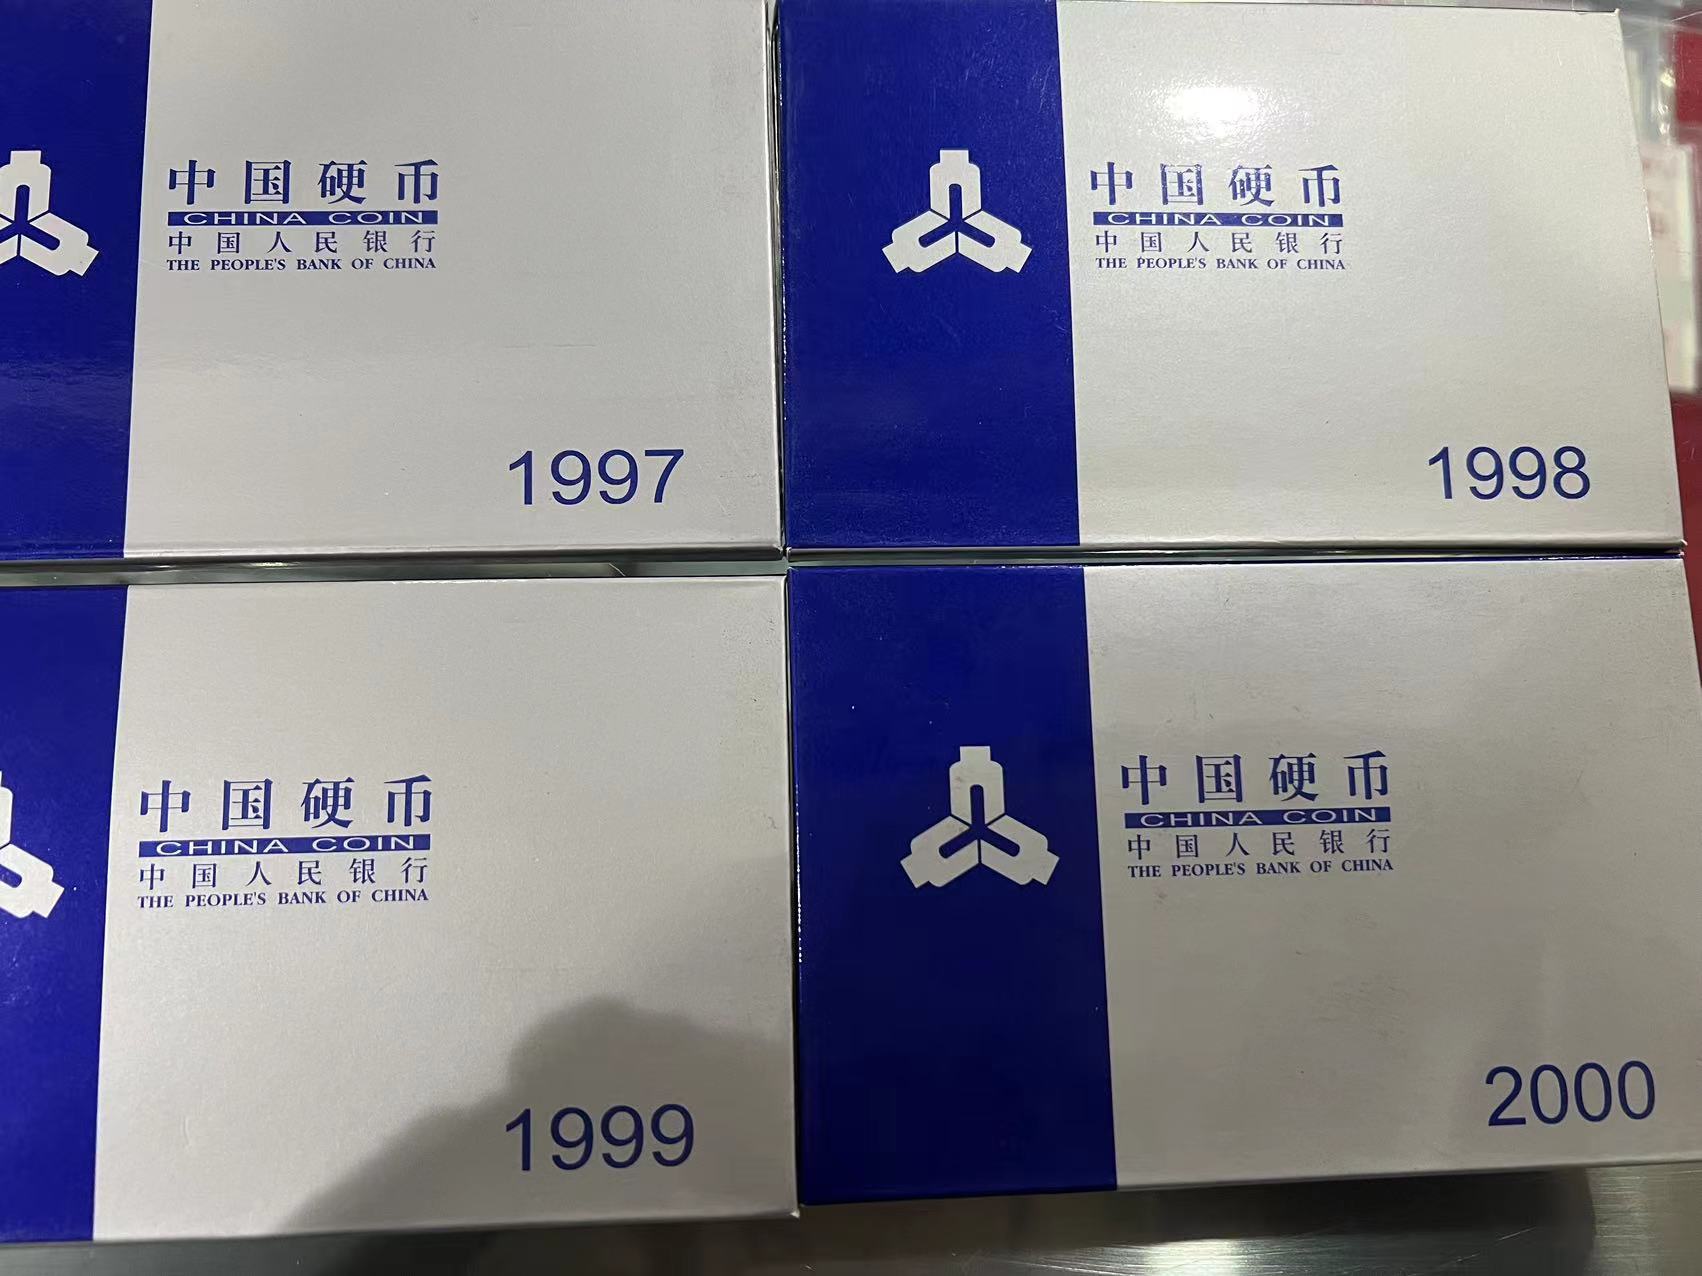 中国硬币
CHINA COIN
中国人民银行
THE PEOPLE'S BANK OF CHINA
1997
中国硬币
CHINA COIN
中国人民银行
THE PEOPLE'S BANK OF CHINA
1998
中国硬币
CHINA COIN
中国人民银行
THE PEOPLE'S BANK OF CHINA
1999
中国硬币
CHINA COIN
中国人民银行
THE PEOPLE'S BANK OF CHINA
2000